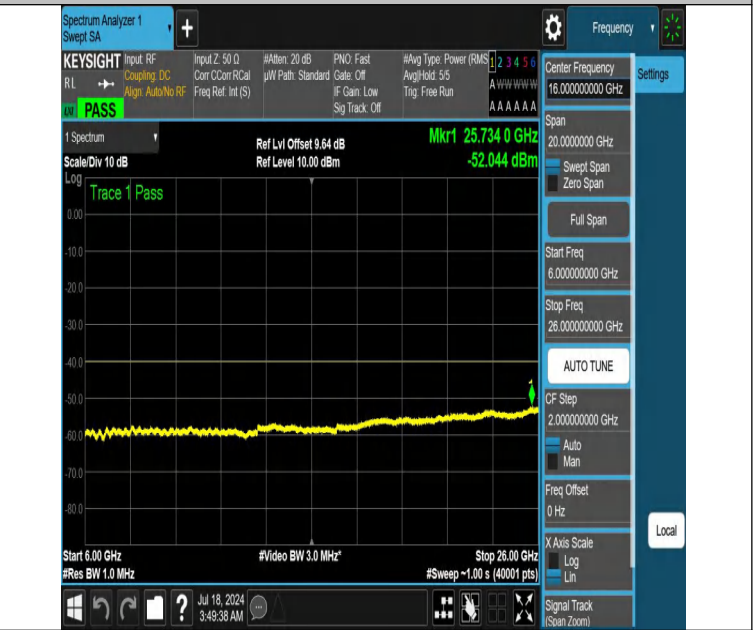 Spectrum Analyzer 1
Swept SA
+
Frequency
KEYSIGHT
RL
PASS
Input: RF
Coupling: DC
Align: Auto/No RF
Input Z: 50 Ω
Corr CCorr RCal
Freq Ref: Int (S)
#Atten: 20 dB
µW Path: Standard
PNO: Fast
Gate: Off
IF Gain: Low
Sig Track: Off
#Avg Type: Power (RMS
Avg|Hold: 5/5
Trig: Free Run
1 2 3 4 5 6
A W W W W W
A A A A A A
1 Spectrum
Scale/Div 10 dB
Ref Lvl Offset 9.64 dB
Ref Level 10.00 dBm
Mkr1 25.734 0 GHz
-52.044 dBm
Log
Trace 1 Pass
0.00
-10.0
-20.0
-30.0
-40.0
-50.0
-60.0
-70.0
-80.0
Start 6.00 GHz
#Res BW 1.0 MHz
#Video BW 3.0 MHz*
Stop 26.00 GHz
#Sweep ~1.00 s (40001 pts)
?
Jul 18, 2024
3:49:38 AM
Center Frequency
16.000000000 GHz
Span
20.0000000 GHz
Swept Span
Zero Span
Full Span
Start Freq
6.000000000 GHz
Stop Freq
26.000000000 GHz
AUTO TUNE
CF Step
2.000000000 GHz
Auto
Man
Freq Offset
0 Hz
X Axis Scale
Log
Lin
Signal Track
(Span Zoom)
Settings
Local